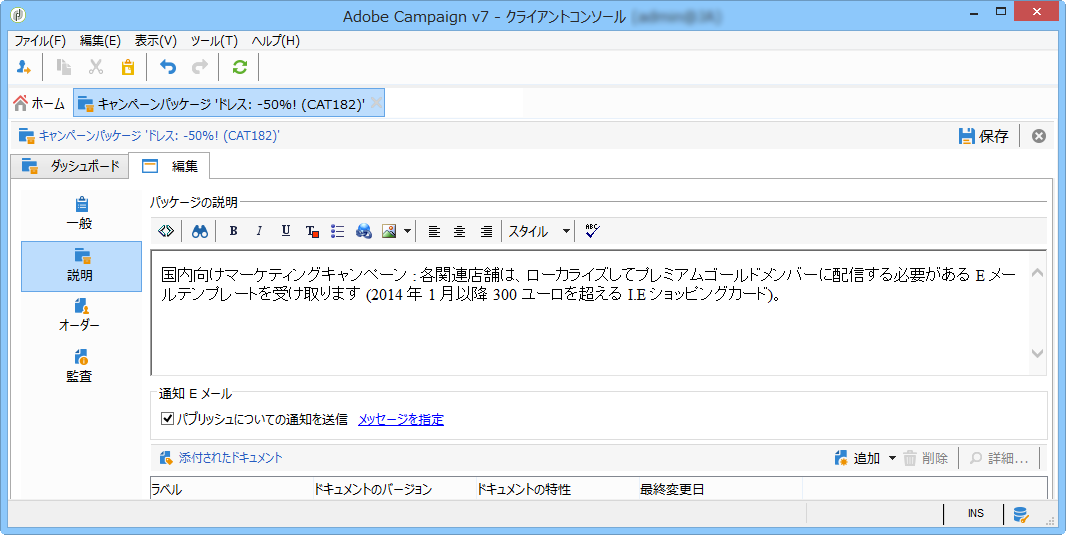 Adobe Campaign v7 - クライアントコンソール
ファイル(F) 編集(E) 表示(V) ツール(T) ヘルプ(H)
ホーム キャンペーンパッケージ 'ドレス: -50%! (CAT182)'
キャンペーンパッケージ 'ドレス: -50%! (CAT182)' 保存
ダッシュボード 編集
一般
説明
オーダー
監査
パッケージの説明
B I U T スタイル ABC
国内向けマーケティングキャンペーン : 各関連店舗は、ローカライズしてプレミアムゴールドメンバーに配信する必要がある E メー
ルテンプレートを受け取ります (2014 年 1 月以降 300 ユーロを超える I.E ショッピングカード)。
通知 E メール
パブリッシュについての通知を送信 メッセージを指定
添付されたドキュメント 追加 削除 詳細...
ラベル ドキュメントのバージョン ドキュメントの特性 最終変更日
INS